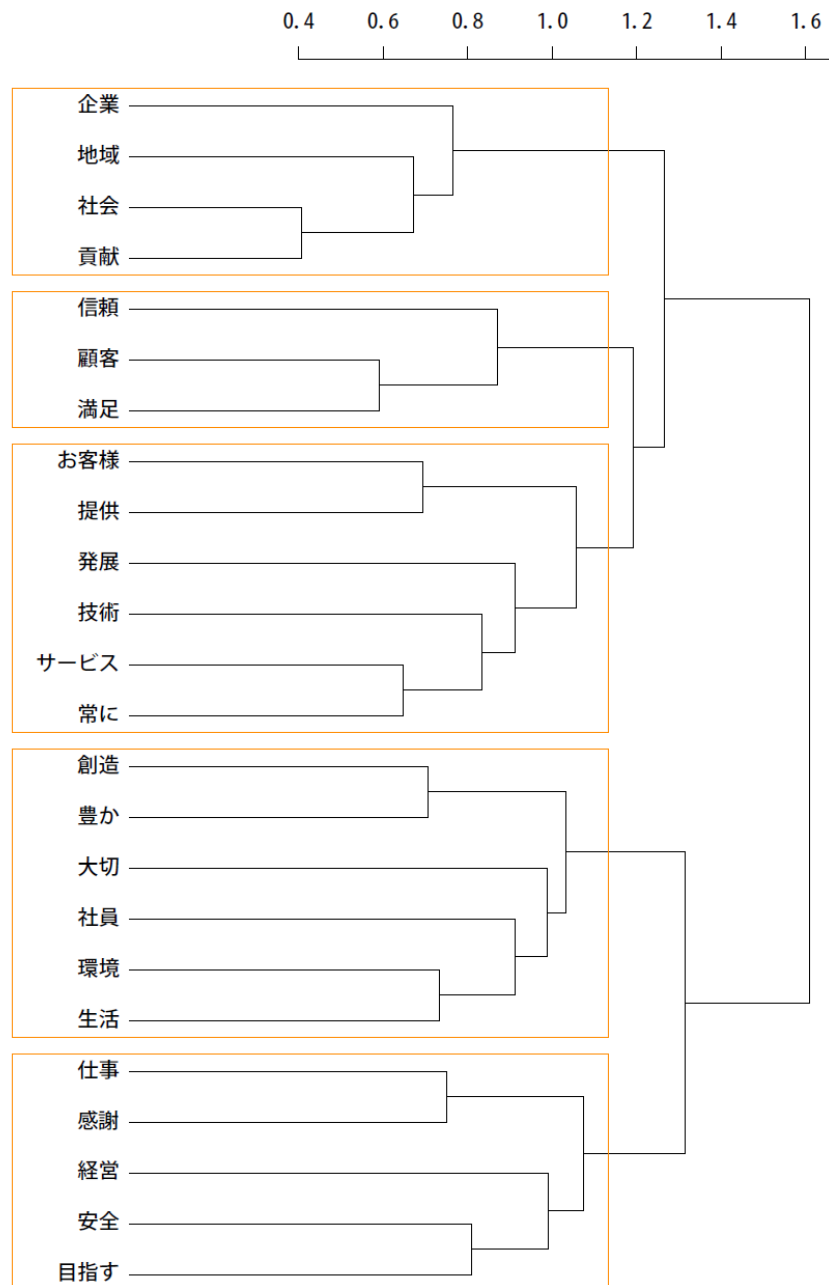 0.4 0.6 0.8 1.0 1.2 1.4 1.6
企業
地域
社会
貢献
信頼
顧客
満足
お客様
提供
発展
技術
サービス
常に
創造
豊か
大切
社員
環境
生活
仕事
感謝
経営
安全
目指す